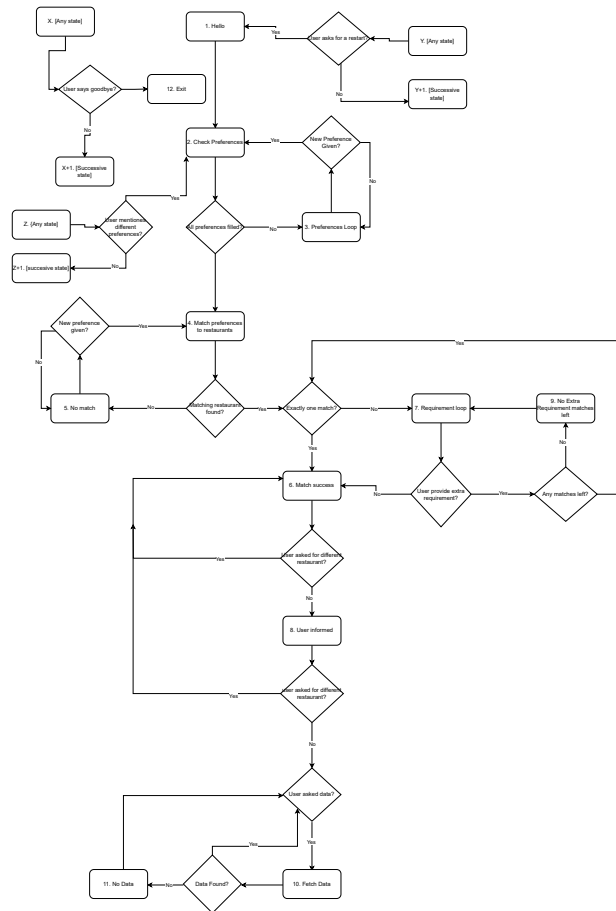 X. [Any state]
1. Hello
Yes
User asks for a restart?
Y. [Any state]
User says goodbye?
12. Exit
No
Y+1. [Successive
state]
No
X+1. [Successive
state]
2. Check Preferences
Yes
New Preference
Given?
Yes
No
Z. {Any state]
User mentiones
different
preferences?
All preferences filled?
No
3. Preferences Loop
No
Z+1. [succesive state]
New preference
given?
Yes
4. Match preferences
to restaurants
Yes
No
5. No match
No
Matching restaurant
found?
Yes
Exactly one match?
No
7. Requirement loop
9. No Extra
Requirement matches
left
Yes
No
6. Match success
No
User provide extra
requirement?
Yes
Any matches left?
Yes
User asked for different
restaurant?
No
8. User informed
Yes
user asked for different
restaurant?
No
User asked data?
Yes
Yes
11. No Data
No
Data Found?
10. Fetch Data